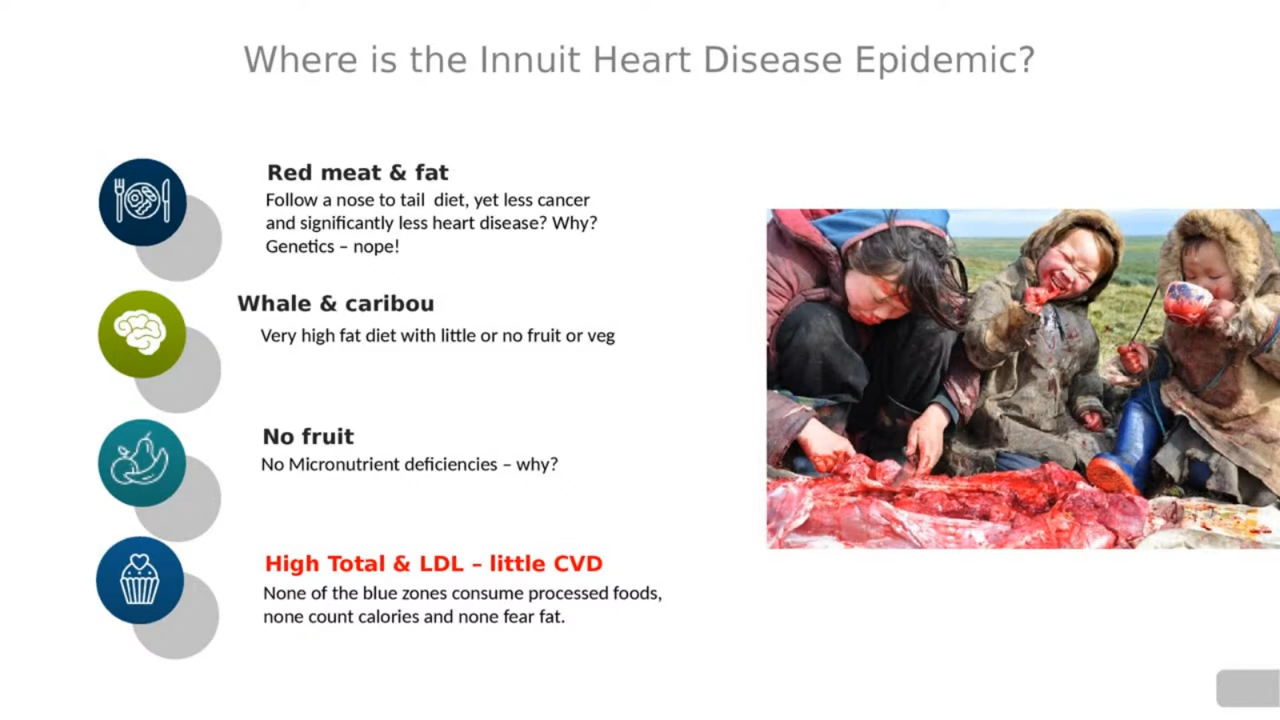 Where is the Innuit Heart Disease Epidemic?
Red meat & fat
Follow a nose to tail  diet, yet less cancer
and significantly less heart disease? Why?
Genetics – nope!
Whale & caribou
Very high fat diet with little or no fruit or veg
No fruit
No Micronutrient deficiencies – why?
High Total & LDL – little CVD
None of the blue zones consume processed foods,
none count calories and none fear fat.